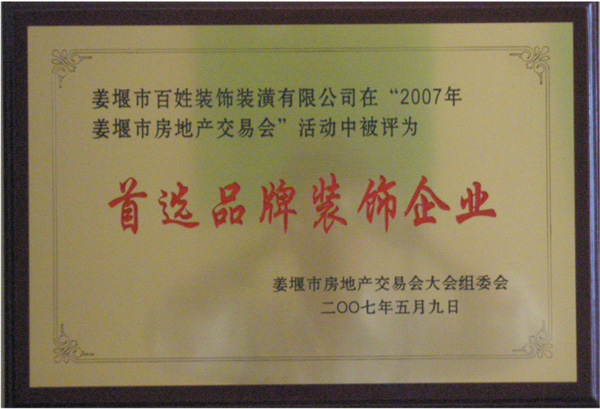 姜堰市百姓装饰装潢有限公司在“2007年
姜堰市房地产交易会”活动中被评为
首选品牌装饰企业
姜堰市房地产交易会大会组委会
二〇〇七年五月九日